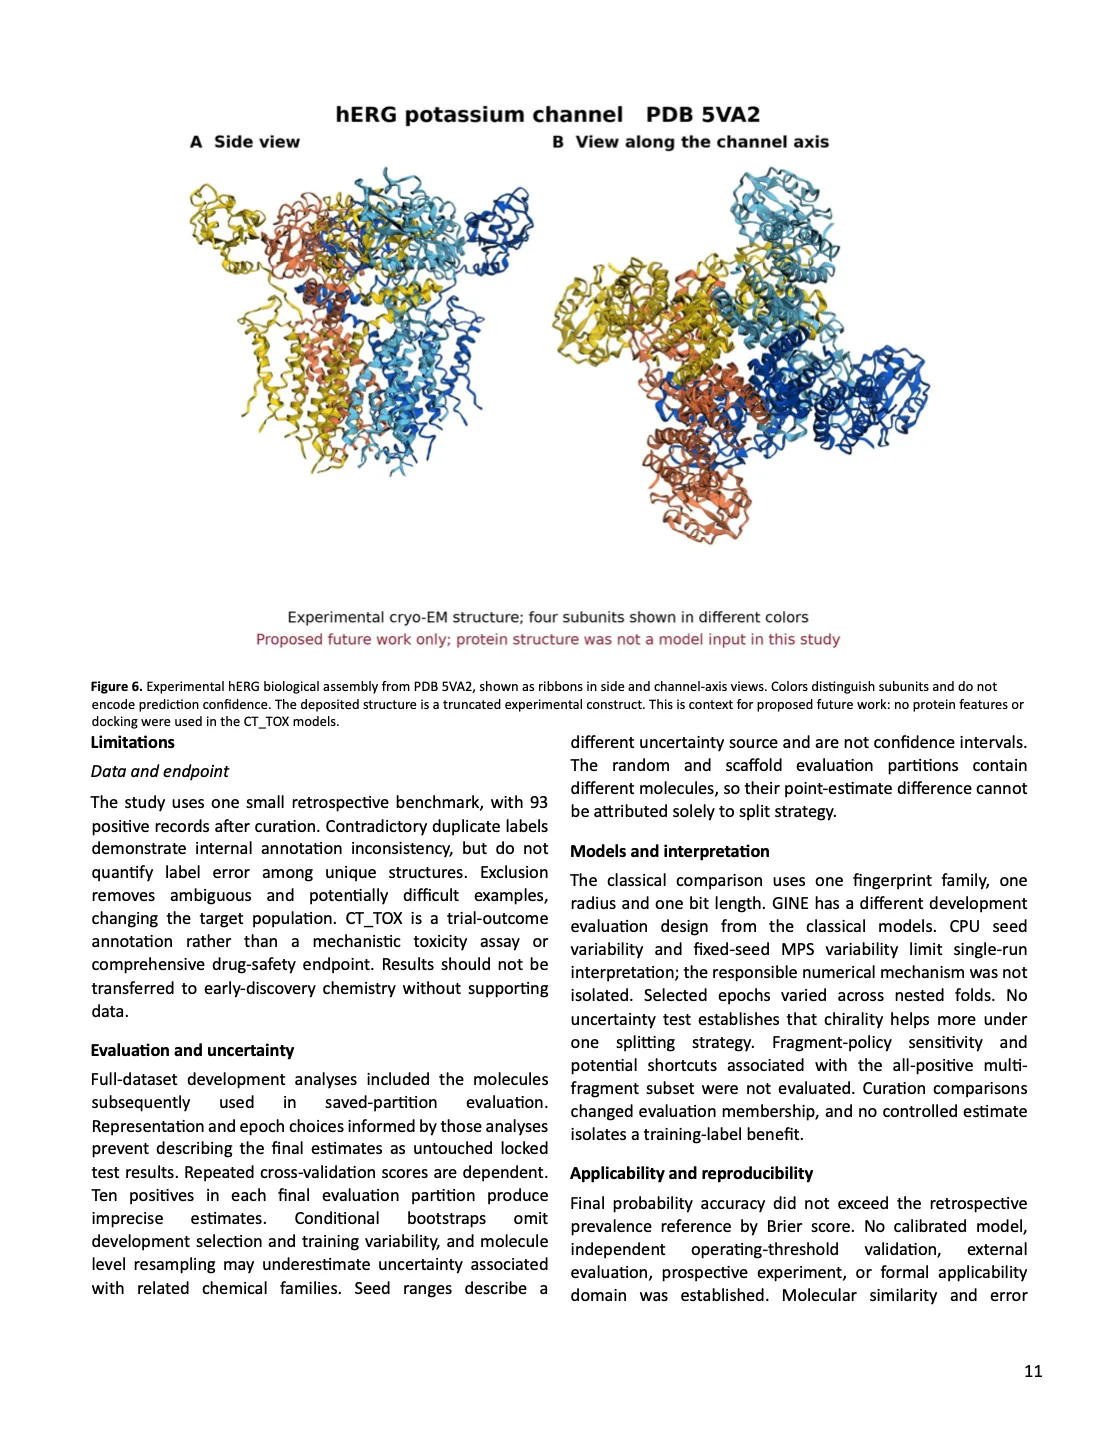 hERG potassium channel PDB 5VA2
A Side view
B View along the channel axis
Experimental cryo-EM structure; four subunits shown in different colors
Proposed future work only; protein structure was not a model input in this study
Figure 6. Experimental hERG biological assembly from PDB 5VA2, shown as ribbons in side and channel-axis views. Colors distinguish subunits and do not
encode prediction confidence. The deposited structure is a truncated experimental construct. This is context for proposed future work: no protein features or
docking were used in the CT_TOX models.
Limitations
Data and endpoint
The study uses one small retrospective benchmark, with 93
positive records after curation. Contradictory duplicate labels
demonstrate internal annotation inconsistency, but do not
quantify label error among unique structures. Exclusion
removes ambiguous and potentially difficult examples,
changing the target population. CT_TOX is a trial-outcome
annotation rather than a mechanistic toxicity assay or
comprehensive drug-safety endpoint. Results should not be
transferred to early-discovery chemistry without supporting
data.
Evaluation and uncertainty
Full-dataset development analyses included the molecules
subsequently used in saved-partition evaluation.
Representation and epoch choices informed by those analyses
prevent describing the final estimates as untouched locked
test results. Repeated cross-validation scores are dependent.
Ten positives in each final evaluation partition produce
imprecise estimates. Conditional bootstraps omit
development selection and training variability, and molecule
level resampling may underestimate uncertainty associated
with related chemical families. Seed ranges describe a
different uncertainty source and are not confidence intervals.
The random and scaffold evaluation partitions contain
different molecules, so their point-estimate difference cannot
be attributed solely to split strategy.
Models and interpretation
The classical comparison uses one fingerprint family, one
radius and one bit length. GINE has a different development
evaluation design from the classical models. CPU seed
variability and fixed-seed MPS variability limit single-run
interpretation; the responsible numerical mechanism was not
isolated. Selected epochs varied across nested folds. No
uncertainty test establishes that chirality helps more under
one splitting strategy. Fragment-policy sensitivity and
potential shortcuts associated with the all-positive multi-
fragment subset were not evaluated. Curation comparisons
changed evaluation membership, and no controlled estimate
isolates a training-label benefit.
Applicability and reproducibility
Final probability accuracy did not exceed the retrospective
prevalence reference by Brier score. No calibrated model,
independent operating-threshold validation, external
evaluation, prospective experiment, or formal applicability
domain was established. Molecular similarity and error
11